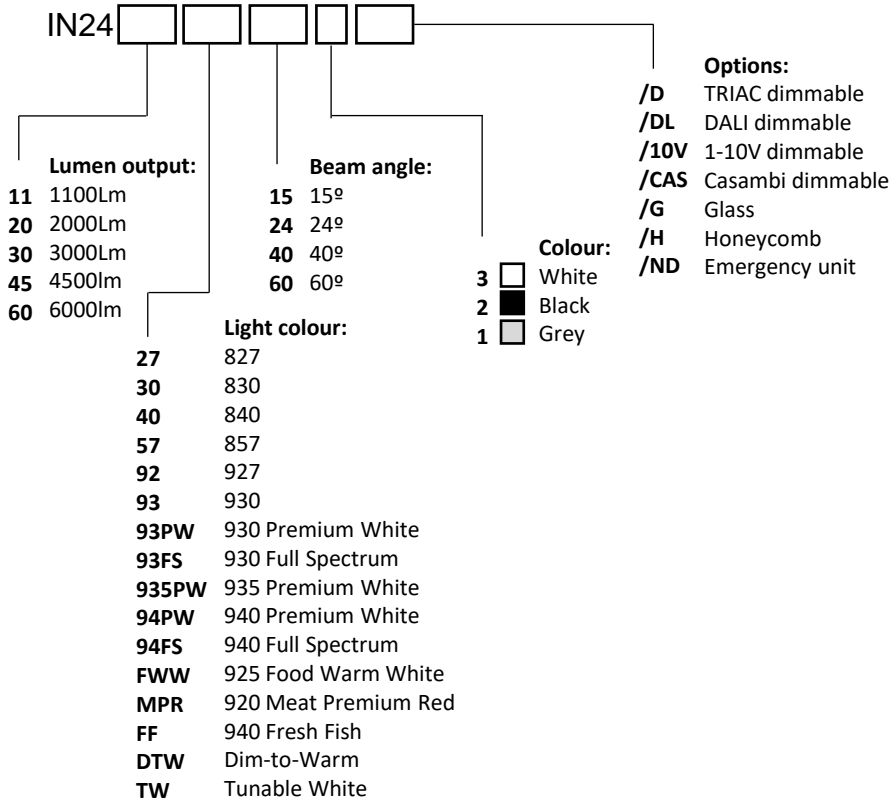 IN24
Options:
/D TRIAC dimmable
/DL DALI dimmable
/10V 1-10V dimmable
/CAS Casambi dimmable
/G Glass
/H Honeycomb
/ND Emergency unit
Lumen output:
11 1100Lm
20 2000Lm
30 3000Lm
45 4500lm
60 6000lm
Beam angle:
15 15º
24 24º
40 40º
60 60º
Colour:
3 White
2 Black
1 Grey
Light colour:
27 827
30 830
40 840
57 857
92 927
93 930
93PW 930 Premium White
93FS 930 Full Spectrum
935PW 935 Premium White
94PW 940 Premium White
94FS 940 Full Spectrum
FWW 925 Food Warm White
MPR 920 Meat Premium Red
FF 940 Fresh Fish
DTW Dim-to-Warm
TW Tunable White